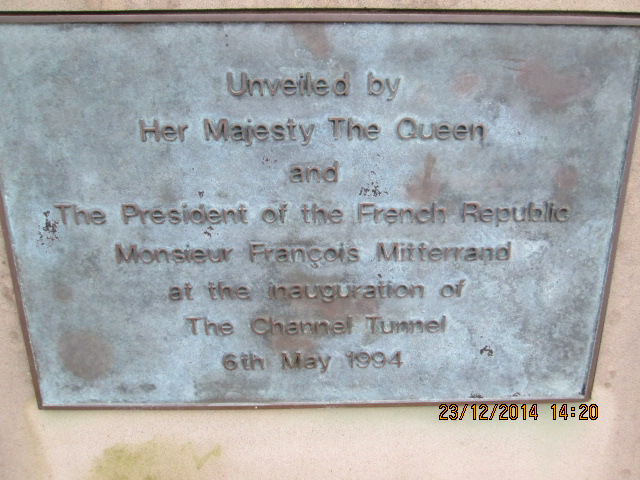 Unveiled by
Her Majesty The Queen
and
The President of the French Republic
Monsieur François Mitterrand
at the inauguration of
The Channel Tunnel
6th May 1994
23/12/2014 14:20